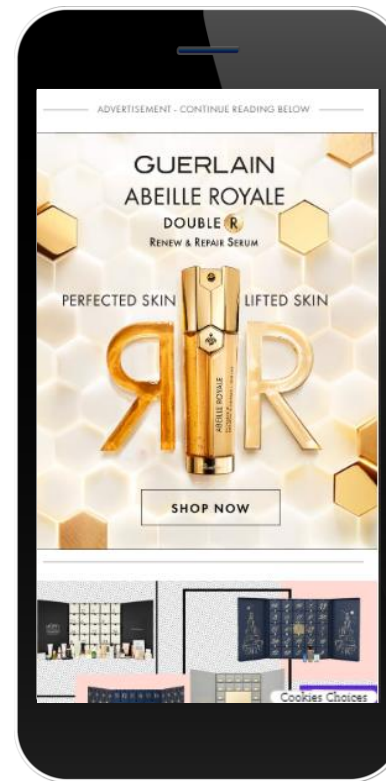 ADVERTISEMENT - CONTINUE READING BELOW
GUERLAIN
ABEILLE ROYALE
DOUBLE R
RENEW & REPAIR SERUM
PERFECTED SKIN
LIFTED SKIN
R R
ABEILLE ROYALE
SHOP NOW
Cookies Choices